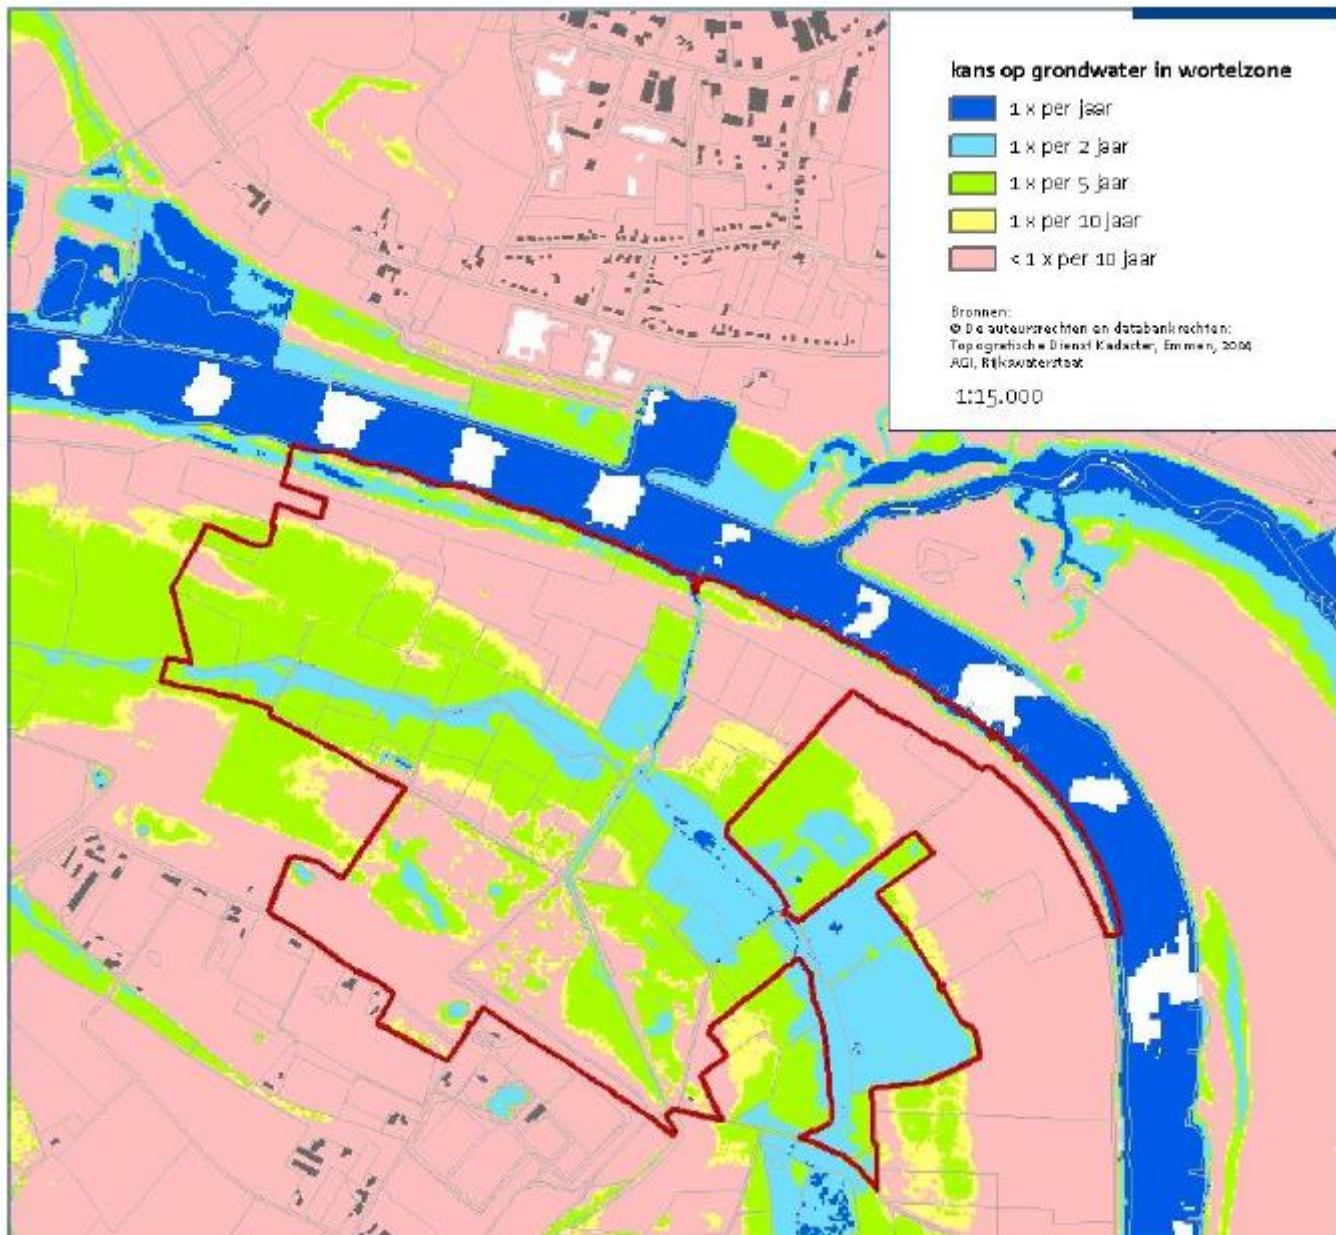 kans op grondwater in wortelzone
1 x per jaar
1 x per 2 jaar
1 x per 5 jaar
1 x per 10 jaar
< 1 x per 10 jaar
Bronnen:
© De auteursrechten en databankrechten:
Topografische Dienst Kadaster, Emmen, 2004
AGI, Rijkswaterstaat
1:15.000